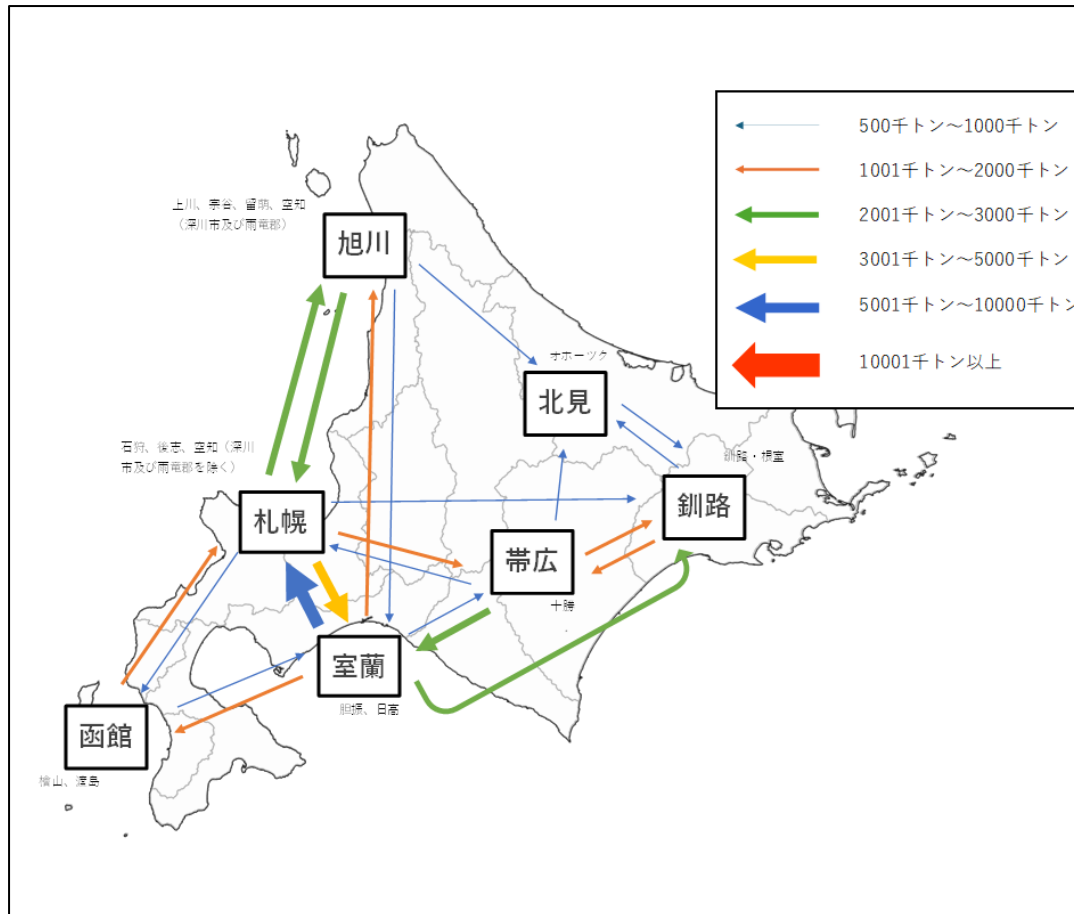 500千トン～1000千トン
1001千トン～2000千トン
2001千トン～3000千トン
3001千トン～5000千トン
5001千トン～10000千トン
10001千トン以上
上川、宗谷、留萌、空知
（深川市及び雨竜郡）
旭川
オホーツク
北見
石狩、後志、空知（深川
市及び雨竜郡を除く）
釧路・根室
札幌
釧路
帯広
十勝
室蘭
胆振、日高
函館
檜山、渡島